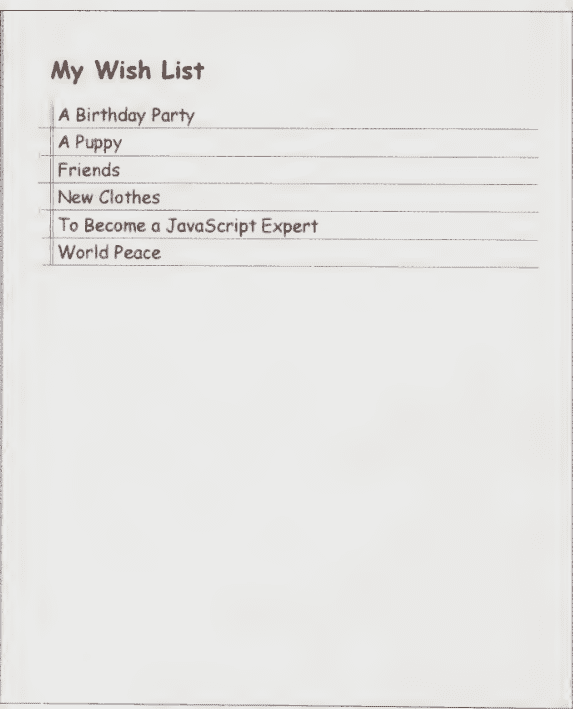 My Wish List
A Birthday Party
A Puppy
Friends
New Clothes
To Become a JavaScript Expert
World Peace